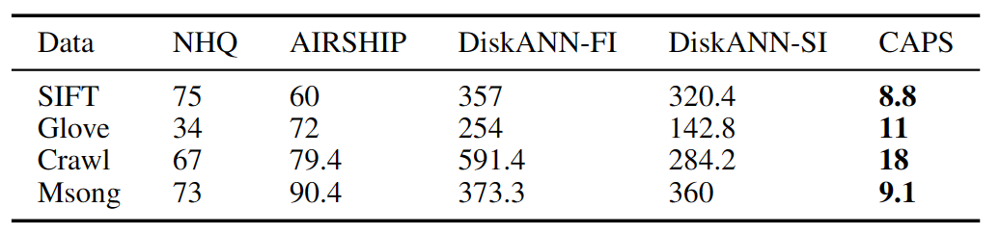 Data NHQ AIRSHIP DiskANN-FI DiskANN-SI CAPS
SIFT 75 60 357 320.4 8.8
Glove 34 72 254 142.8 11
Crawl 67 79.4 591.4 284.2 18
Msong 73 90.4 373.3 360 9.1